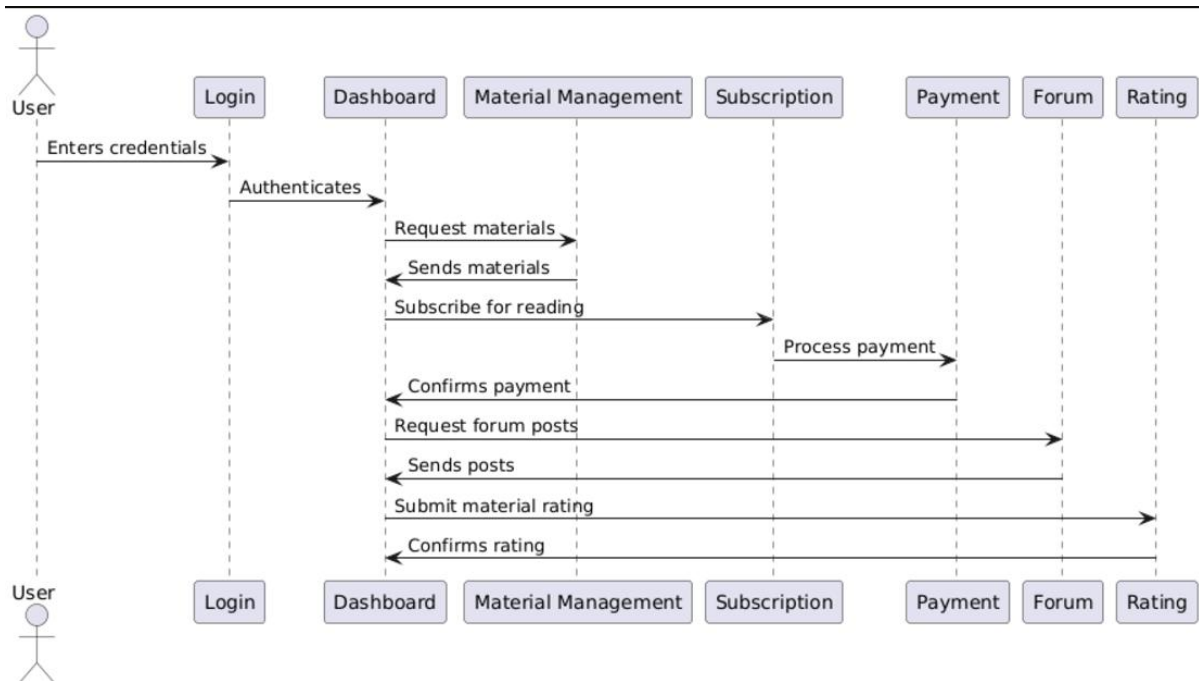 User
Login
Dashboard
Material Management
Subscription
Payment
Forum
Rating
Enters credentials
Authenticates
Request materials
Sends materials
Subscribe for reading
Process payment
Confirms payment
Request forum posts
Sends posts
Submit material rating
Confirms rating
User
Login
Dashboard
Material Management
Subscription
Payment
Forum
Rating